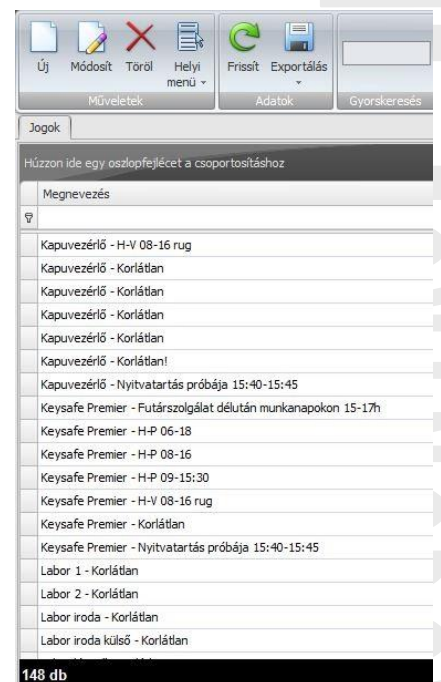 Új Módosít Töröl Helyi menü Frissít Exportálás
Műveletek Adatok Gyorskeresés
Jogok
Húzzon ide egy oszlopfejlécet a csoportosításhoz
Megnevezés
Kapuvezérlő - H-V 08-16 rug
Kapuvezérlő - Korlátlan
Kapuvezérlő - Korlátlan
Kapuvezérlő - Korlátlan
Kapuvezérlő - Korlátlan
Kapuvezérlő - Korlátlan!
Kapuvezérlő - Nyitvatartás próbája 15:40-15:45
Keysafe Premier - Futárszolgálat délután munkanapokon 15-17h
Keysafe Premier - H-P 06-18
Keysafe Premier - H-P 08-16
Keysafe Premier - H-P 09-15:30
Keysafe Premier - H-V 08-16 rug
Keysafe Premier - Korlátlan
Keysafe Premier - Nyitvatartás próbája 15:40-15:45
Labor 1 - Korlátlan
Labor 2 - Korlátlan
Labor iroda - Korlátlan
Labor iroda külső - Korlátlan
148 db